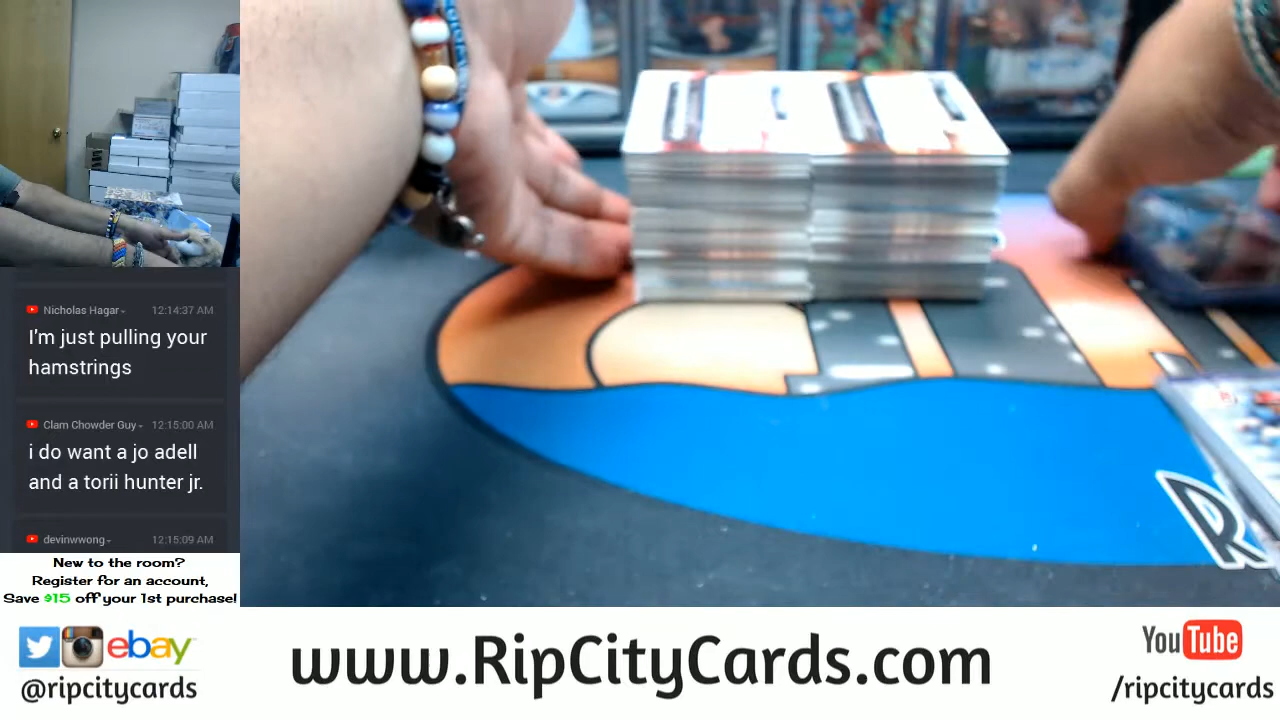 Nicholas Hagar 12:14:37 AM
I'm just pulling your
hamstrings
Clam Chowder Guy 12:15:00 AM
i do want a jo adell
and a torii hunter jr.
devinwwong 12:15:09 AM
New to the room?
Register for an account,
Save $15 off your 1st purchase!
ebay
@ripcitycards
www.RipCityCards.com
YouTube
/ripcitycards
R